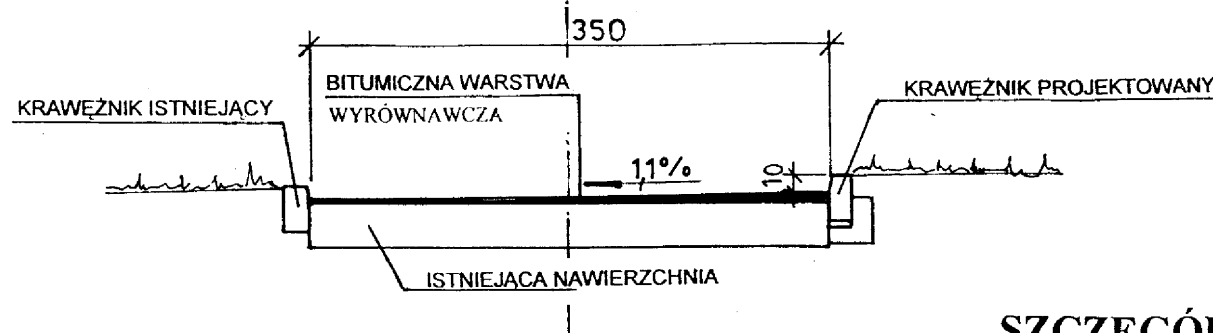 350
BITUMICZNA WARSTWA
WYRÓWNAWCZA
KRAWĘŻNIK ISTNIEJĄCY
KRAWĘŻNIK PROJEKTOWANY
1,1%
10
ISTNIEJĄCA NAWIERZCHNIA